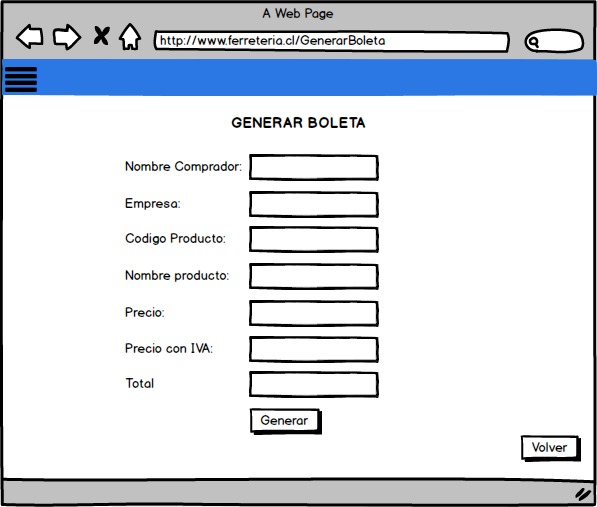 A Web Page
http://www.ferreteria.cl/GenerarBoleta
GENERAR BOLETA
Nombre Comprador:
Empresa:
Codigo Producto:
Nombre producto:
Precio:
Precio con IVA:
Total
Generar
Volver